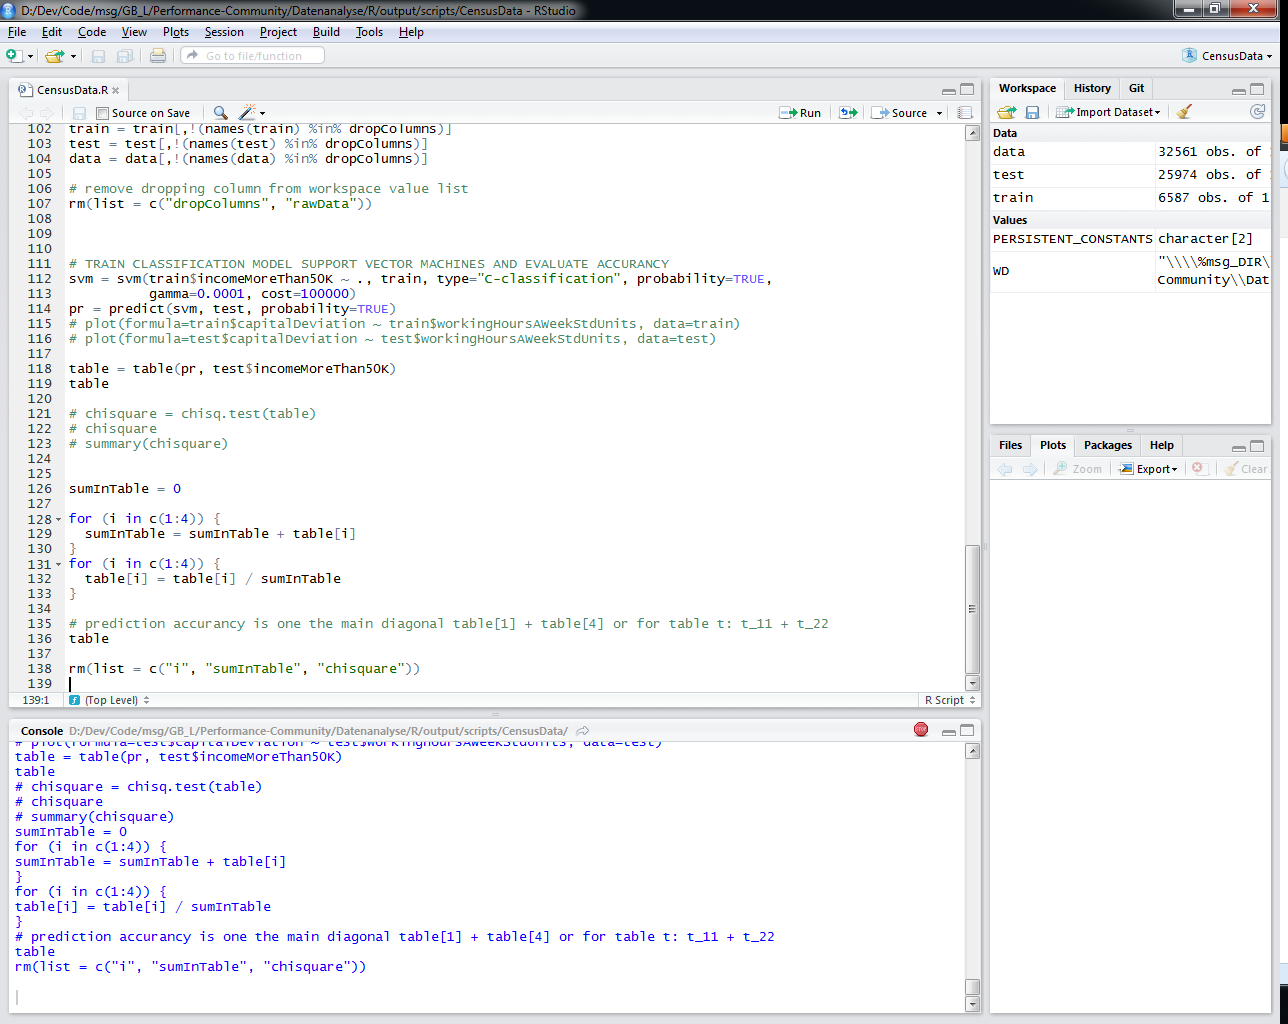 D:/Dev/Code/msg/GB_L/Performance-Community/Datenanalyse/R/output/scripts/CensusData - RStudio
File Edit Code View Plots Session Project Build Tools Help
Go to file/function
CensusData
CensusData.R
Source on Save
Run
Source
102 train = train[,!(names(train) %in% dropColumns)]
103 test = test[,!(names(test) %in% dropColumns)]
104 data = data[,!(names(data) %in% dropColumns)]
105
106 # remove dropping column from workspace value list
107 rm(list = c("dropColumns", "rawData"))
108
109
110
111 # TRAIN CLASSIFICATION MODEL SUPPORT VECTOR MACHINES AND EVALUATE ACCURANCY
112 svm = svm(train$incomeMoreThan50K ~ ., train, type="C-classification", probability=TRUE,
113 gamma=0.0001, cost=100000)
114 pr = predict(svm, test, probability=TRUE)
115 # plot(formula=train$capitalDeviation ~ train$workingHoursAWeekStdUnits, data=train)
116 # plot(formula=test$capitalDeviation ~ test$workingHoursAWeekStdUnits, data=test)
117
118 table = table(pr, test$incomeMoreThan50K)
119 table
120
121 # chisquare = chisq.test(table)
122 # chisquare
123 # summary(chisquare)
124
125
126 sumInTable = 0
127
128 for (i in c(1:4)) {
129 sumInTable = sumInTable + table[i]
130 }
131 for (i in c(1:4)) {
132 table[i] = table[i] / sumInTable
133 }
134
135 # prediction accurancy is one the main diagonal table[1] + table[4] or for table t: t_11 + t_22
136 table
137
138 rm(list = c("i", "sumInTable", "chisquare"))
139
139:1 (Top Level) R Script
Console D:/Dev/Code/msg/GB_L/Performance-Community/Datenanalyse/R/output/scripts/CensusData/
STOP
# plot(formula=test$capitalDeviation ~ test$workingHoursAWeekStdUnits, data=test)
table = table(pr, test$incomeMoreThan50K)
table
# chisquare = chisq.test(table)
# chisquare
# summary(chisquare)
sumInTable = 0
for (i in c(1:4)) {
sumInTable = sumInTable + table[i]
}
for (i in c(1:4)) {
table[i] = table[i] / sumInTable
}
# prediction accurancy is one the main diagonal table[1] + table[4] or for table t: t_11 + t_22
table
rm(list = c("i", "sumInTable", "chisquare"))
Workspace History Git
Import Dataset
Data
data 32561 obs. of
test 25974 obs. of
train 6587 obs. of 1
Values
PERSISTENT_CONSTANTS character[2]
WD "\\\\%msg_DIR\
Community\\Dat
Files Plots Packages Help
Zoom Export Clear